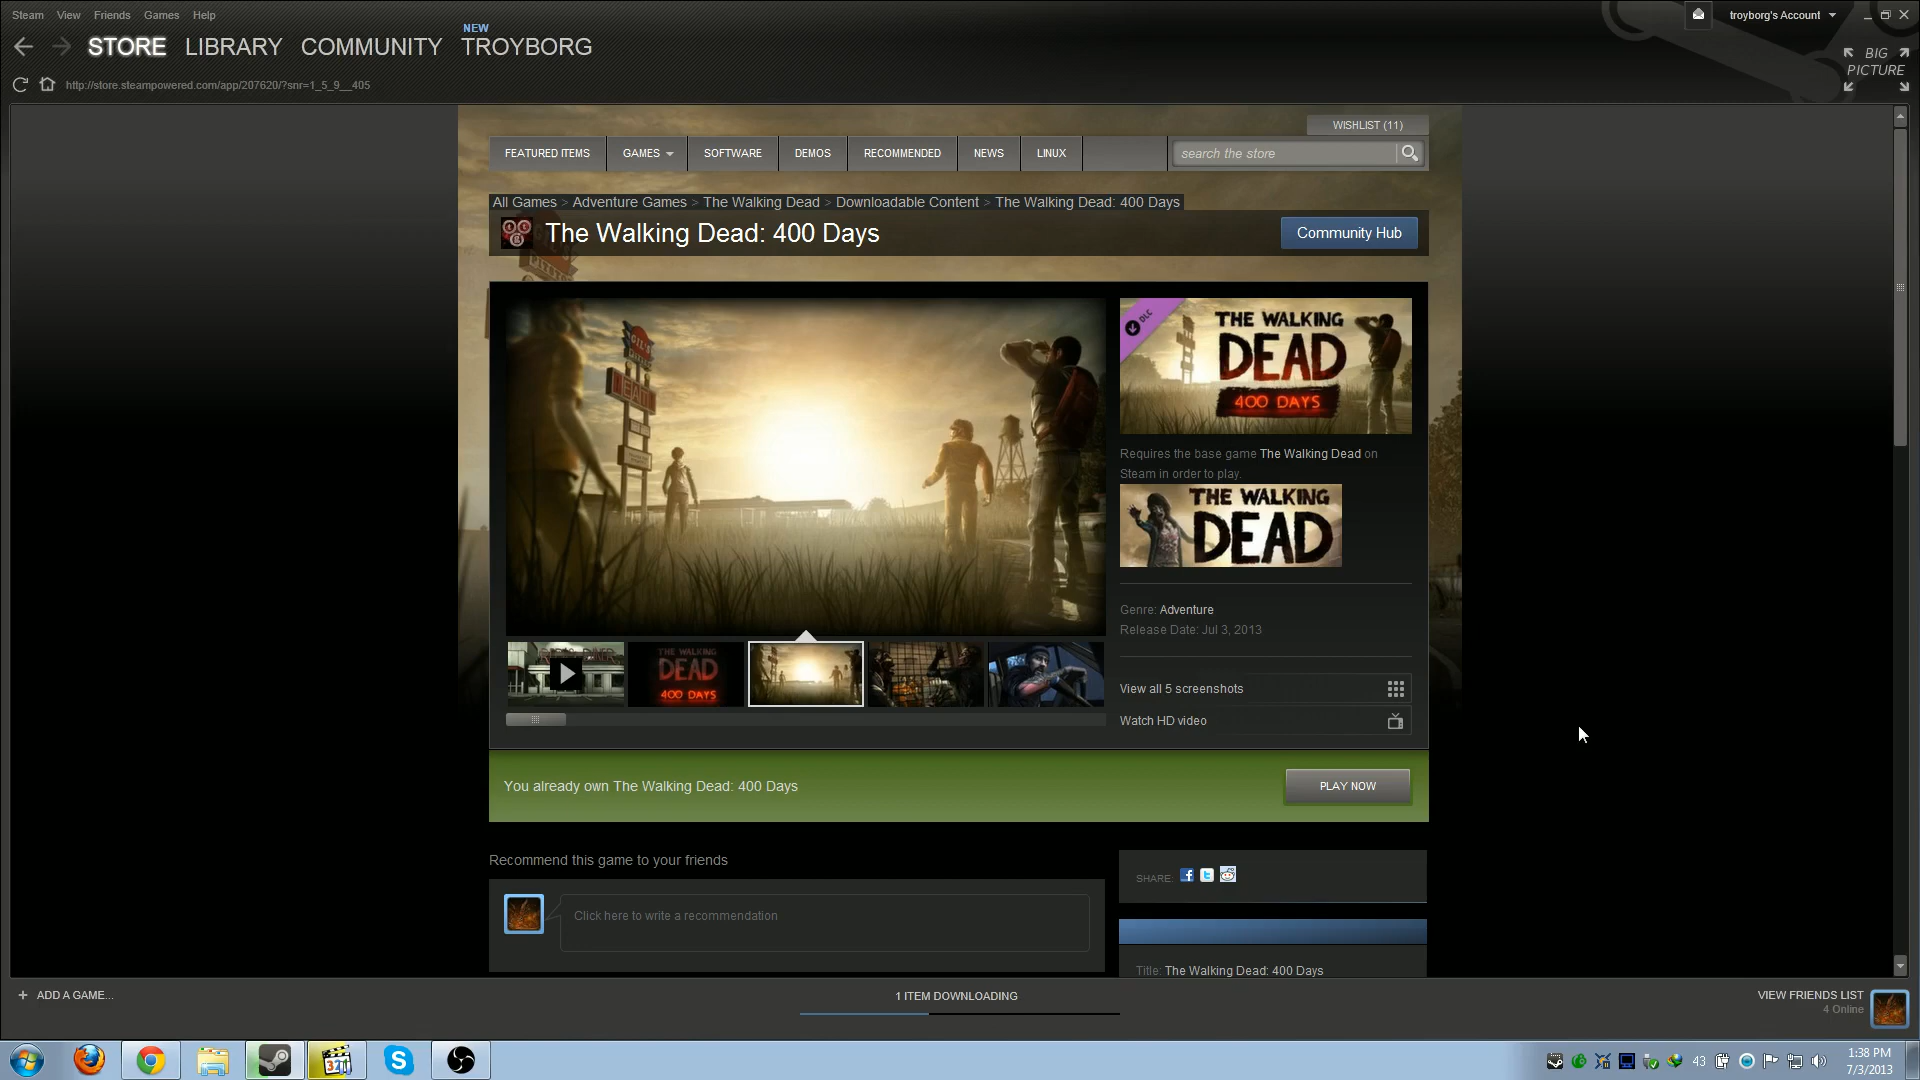 Steam View Friends Games Help
troyborg's Account
NEW
STORE LIBRARY COMMUNITY TROYBORG
BIG
PICTURE
http://store.steampowered.com/app/207620/?snr=1_5_9__405
WISHLIST (11)
FEATURED ITEMS GAMES SOFTWARE DEMOS RECOMMENDED NEWS LINUX
search the store
All Games > Adventure Games > The Walking Dead > Downloadable Content > The Walking Dead: 400 Days
The Walking Dead: 400 Days
Community Hub
GIL'S
DLC
THE WALKING
DEAD
400 DAYS
Requires the base game The Walking Dead on
Steam in order to play.
THE WALKING
DEAD
Genre: Adventure
Release Date: Jul 3, 2013
THE WALKING
DEAD
400 DAYS
View all 5 screenshots
Watch HD video
You already own The Walking Dead: 400 Days
PLAY NOW
Recommend this game to your friends
SHARE:
Click here to write a recommendation
Title: The Walking Dead: 400 Days
+ ADD A GAME...
1 ITEM DOWNLOADING
VIEW FRIENDS LIST
4 Online
321
43
1:38 PM
7/3/2013